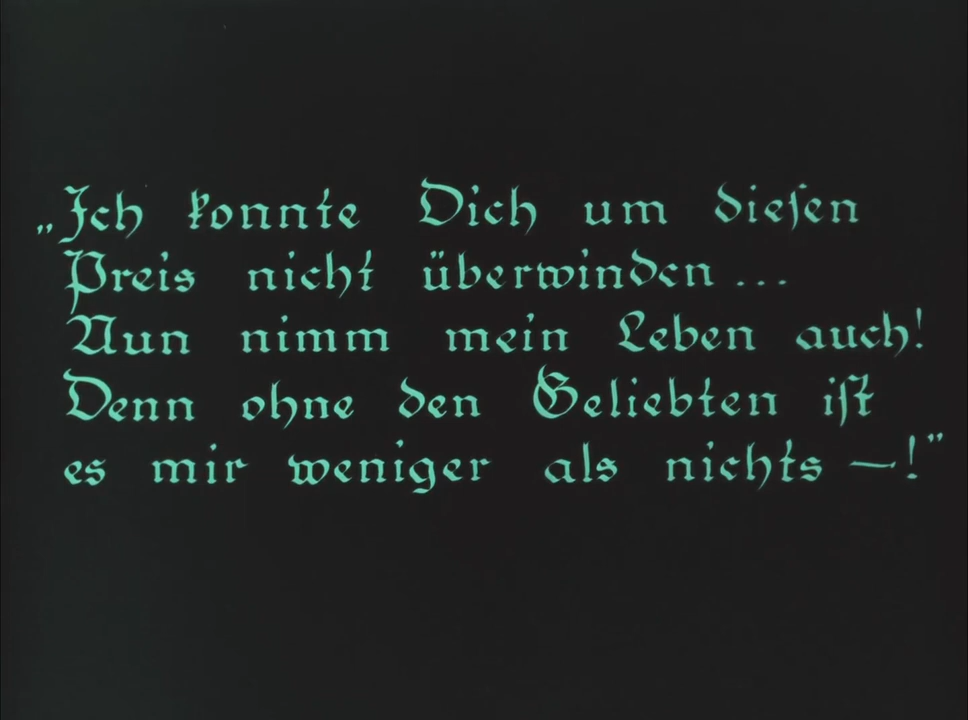 „Ich konnte Dich um dieſen
Preis nicht überwinden...
Nun nimm mein Leben auch!
Denn ohne den Geliebten iſt
es mir weniger als nichts —!”